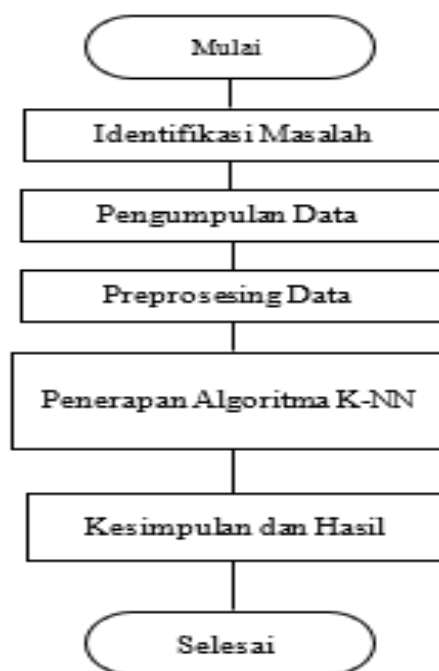 Mulai
Identifikasi Masalah
Pengumpulan Data
Preprosesing Data
Penerapan Algoritma K-NN
Kesimpulan dan Hasil
Selesai